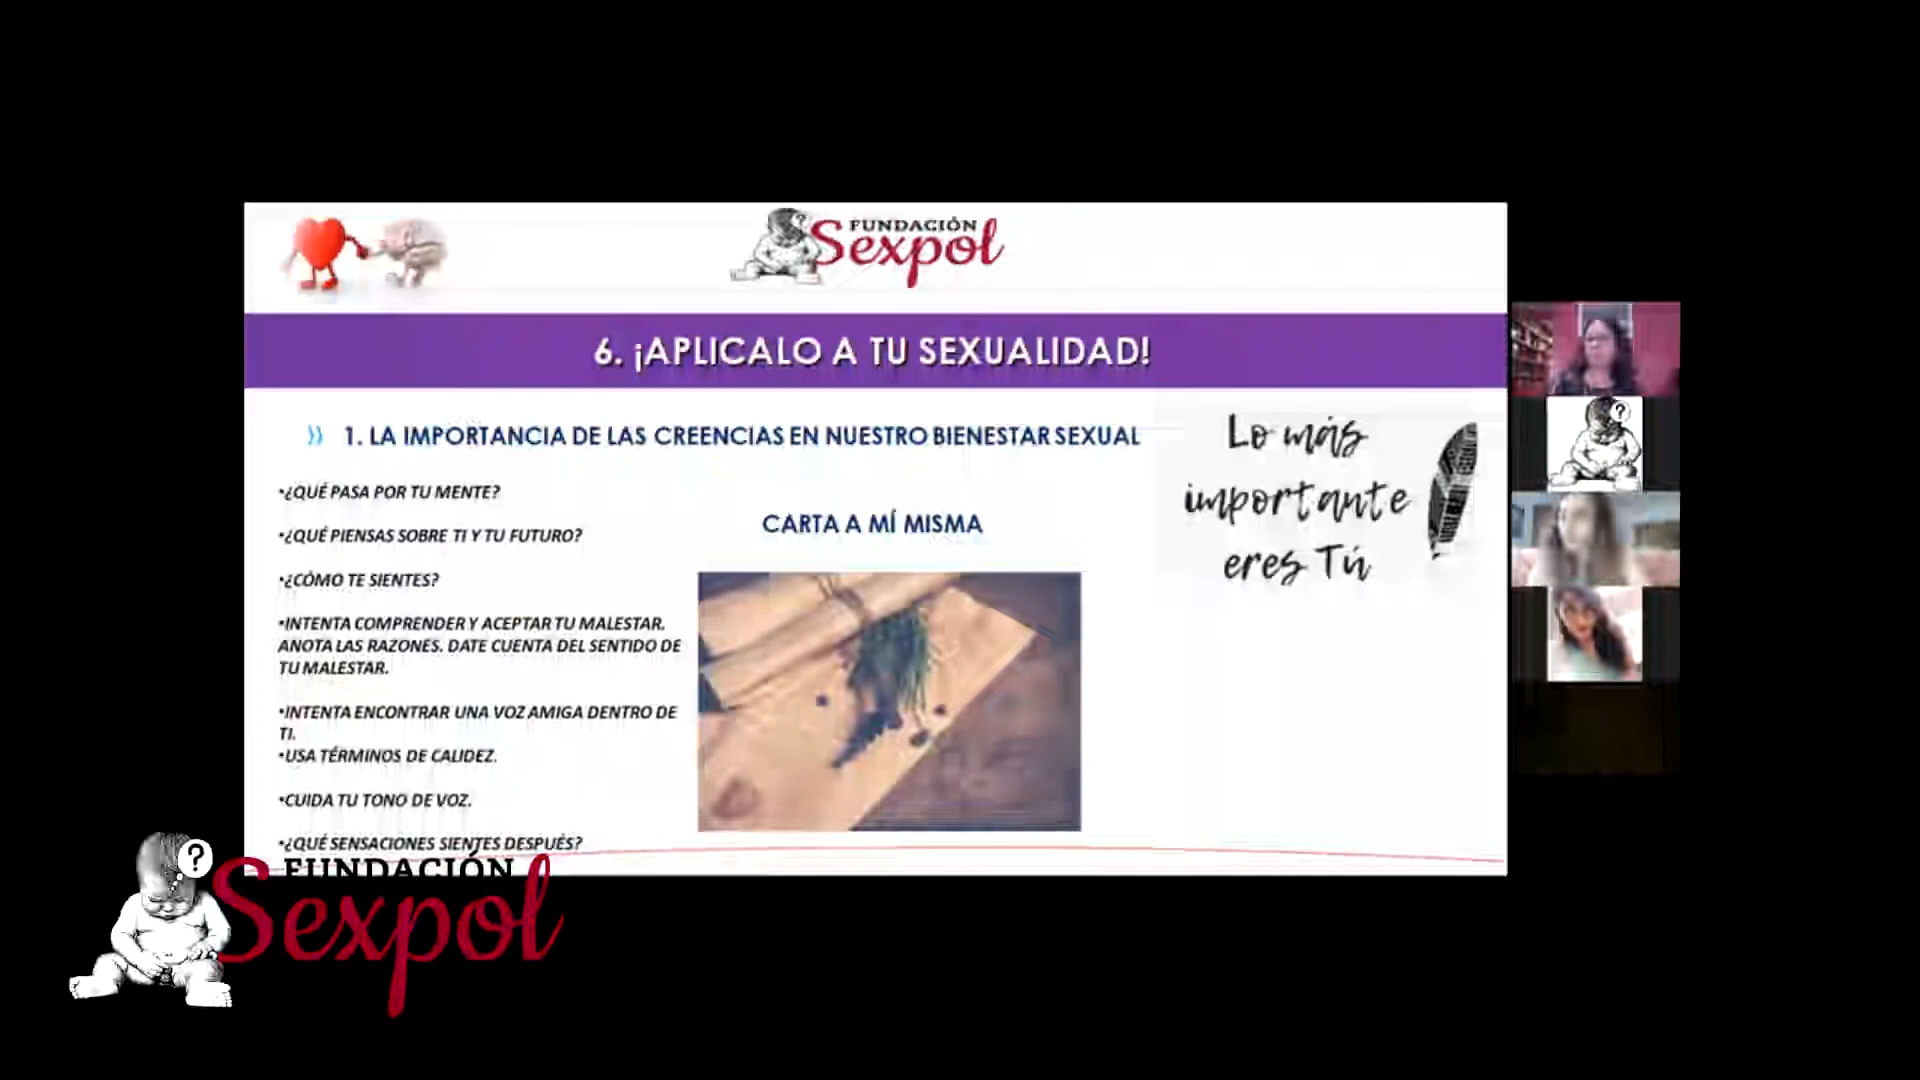 FUNDACIÓN
Sexpol
?
6. ¡APLICALO A TU SEXUALIDAD!
1. LA IMPORTANCIA DE LAS CREENCIAS EN NUESTRO BIENESTAR SEXUAL
•¿QUÉ PASA POR TU MENTE?
•¿QUÉ PIENSAS SOBRE TI Y TU FUTURO?
•¿CÓMO TE SIENTES?
•INTENTA COMPRENDER Y ACEPTAR TU MALESTAR.
ANOTA LAS RAZONES. DATE CUENTA DEL SENTIDO DE
TU MALESTAR.
•INTENTA ENCONTRAR UNA VOZ AMIGA DENTRO DE
TI.
•USA TÉRMINOS DE CALIDEZ.
•CUIDA TU TONO DE VOZ.
•¿QUÉ SENSACIONES SIENTES DESPUÉS?
CARTA A MÍ MISMA
Lo más
importante
eres Tú
?
?
FUNDACIÓN
Sexpol